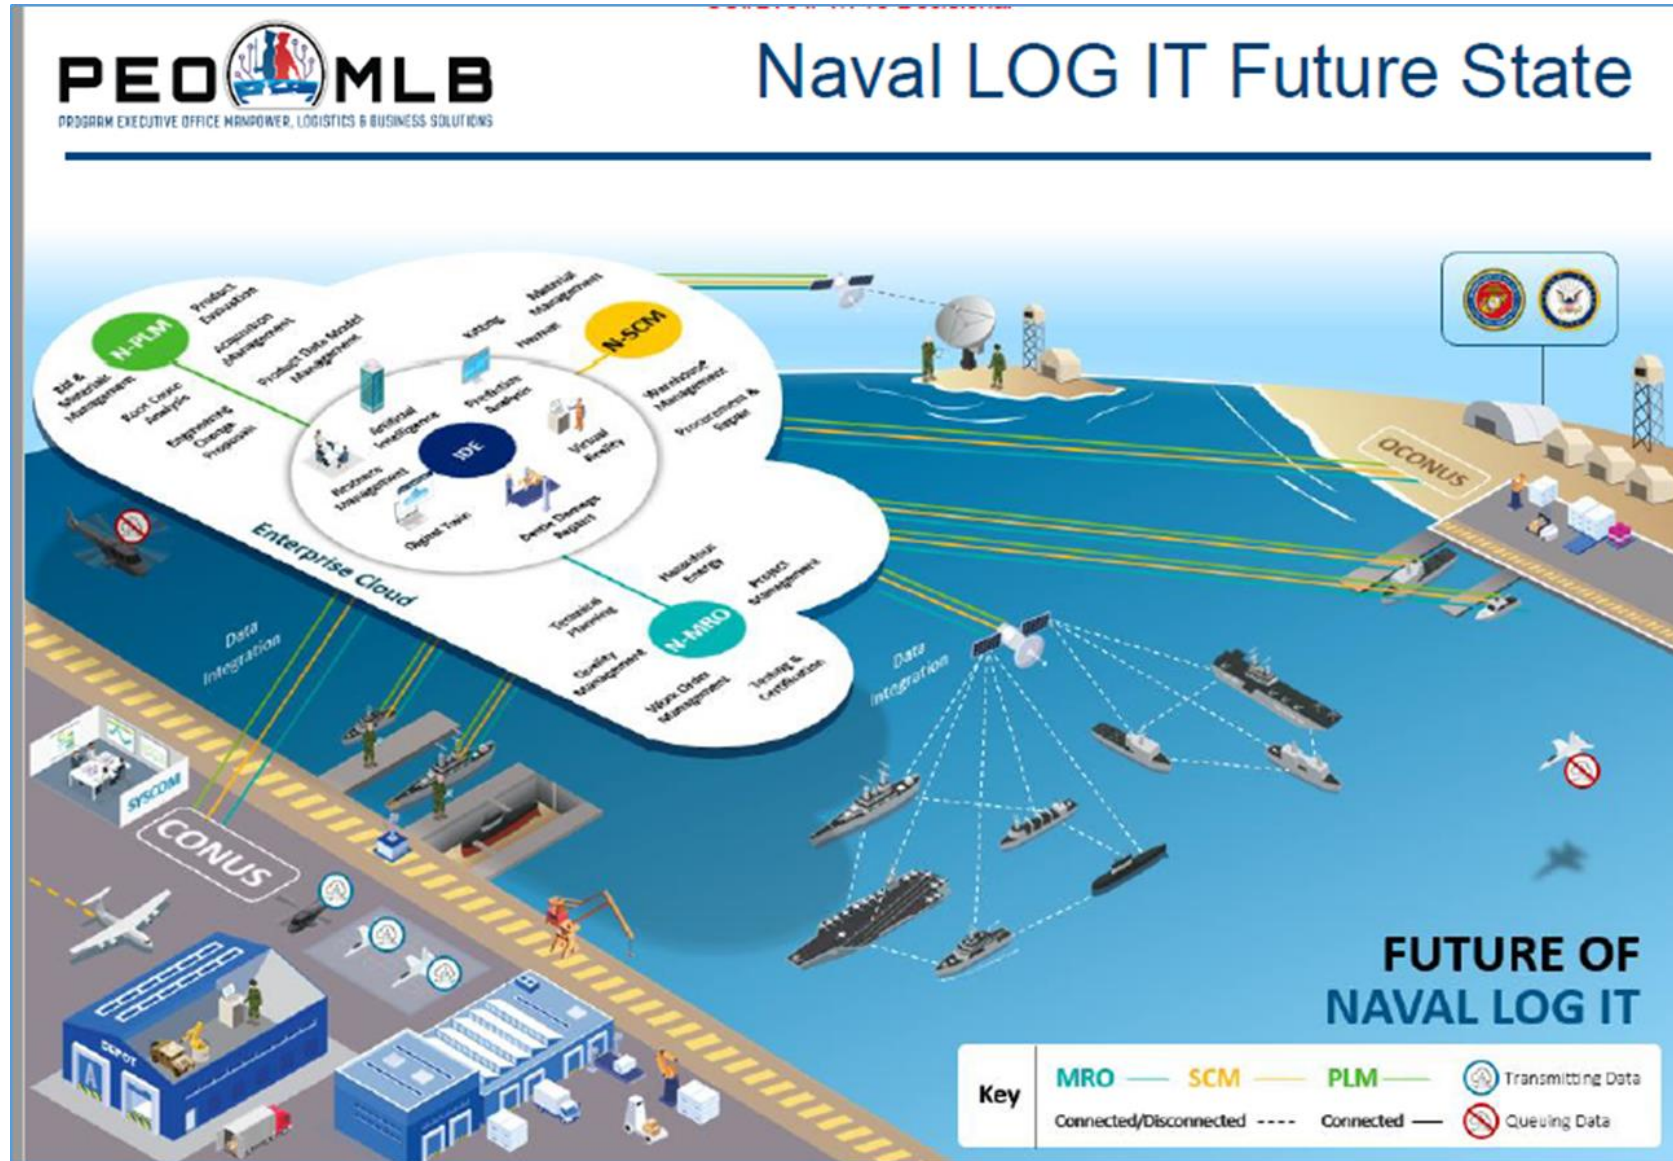 PEO MLB
PROGRAM EXECUTIVE OFFICE MANPOWER, LOGISTICS & BUSINESS SOLUTIONS
Naval LOG IT Future State
N-PLM
Product
Evaluation
Acquisition
Management
Product Data Model
Management
Materials
Management
Root Cause
Analysis
Engineering
Change
Proposals
N-SCM
Material
Management
Kitting
Hazmat
Warehouse
Management
Procurement &
Repair
IDE
Artificial
Intelligence
Predictive
Analysis
Virtual
Reality
Management
Digital Twin
Battle Damage
Repair
Enterprise Cloud
N-MRO
Hazardous
Energy
Project
Management
Technical
Planning
Quality
Management
Work Order
Management
Testing &
Certification
Data
Integration
Data
Integration
OCONUS
SYSCOM
CONUS
DEPOT
FUTURE OF
NAVAL LOG IT
Key
MRO
SCM
PLM
Transmitting Data
Connected/Disconnected
Connected
Queuing Data